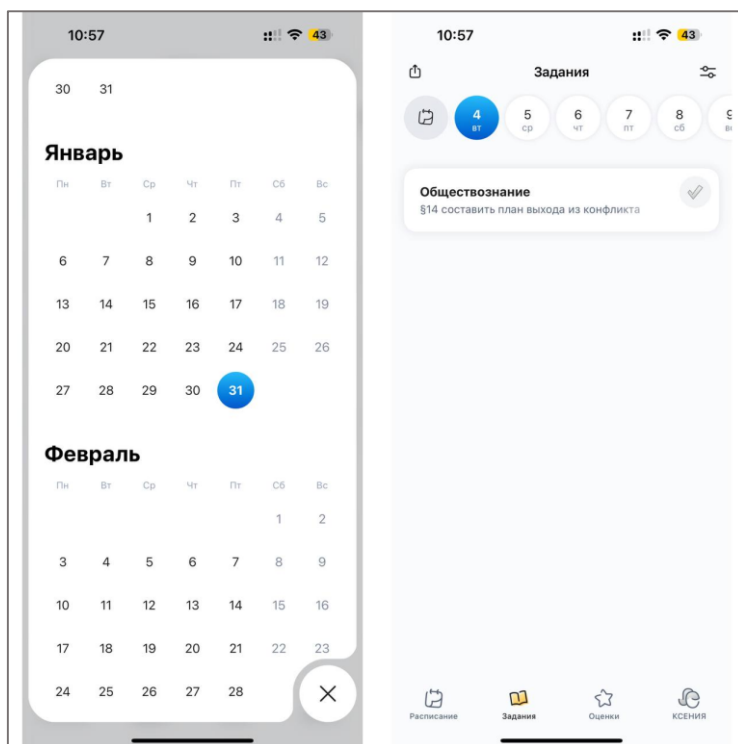 10:57
43
30 31
Январь
Пн Вт Ср Чт Пт Сб Вс
1 2 3 4 5
6 7 8 9 10 11 12
13 14 15 16 17 18 19
20 21 22 23 24 25 26
27 28 29 30 31
Февраль
Пн Вт Ср Чт Пт Сб Вс
1 2
3 4 5 6 7 8 9
10 11 12 13 14 15 16
17 18 19 20 21 22 23
24 25 26 27 28
10:57
43
Задания
4 5 6 7 8
вт ср чт пт сб
Обществознание
§14 составить план выхода из конфликта
Расписание Задания Оценки КСЕНИЯ